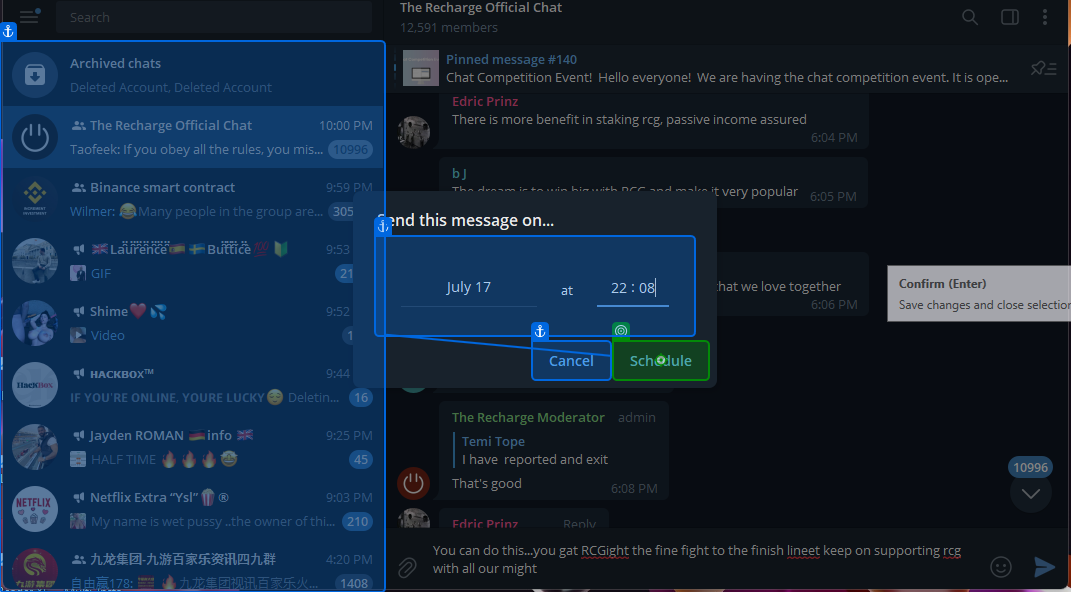 Search
Archived chats
Deleted Account, Deleted Account
The Recharge Official Chat 10:00 PM
Taofeek: If you obey all the rules, you mis... 10996
Binance smart contract 9:59 PM
Wilmer: 😂Many people in the group are... 305
🇬🇧Laurence🇪🇸 🇸🇪Buttice💯🔰 9:53
GIF 21
Shime❤️💦 9:52
Video
HACKBOX™ 9:44
IF YOU'RE ONLINE, YOURE LUCKY😌 Deletin... 16
Jayden ROMAN 🇩🇪info 🇬🇧 9:25 PM
HALF TIME 🔥🔥🔥🤩 45
Netflix Extra “Ysl”🍿® 9:03 PM
My name is wet pussy ..the owner of thi... 210
九龙集团-九游百家乐资讯四九群 4:20 PM
自由赢178: 🧧🔥九龙集团视讯百家乐火... 1408
The Recharge Official Chat
12,591 members
Pinned message #140
Chat Competition Event! Hello everyone! We are having the chat competition event. It is ope...
Edric Prinz
There is more benefit in staking rcg, passive income assured
6:04 PM
b J
The dream is to win big with RCG and make it very popular 6:05 PM
that we love together
6:06 PM
Send this message on...
July 17 at 22 : 08
Cancel Schedule
Confirm (Enter)
Save changes and close selection
The Recharge Moderator admin
Temi Tope
I have reported and exit
That's good 6:08 PM
10996
Edric Prinz Reply
You can do this...you gat RCGight the fine fight to the finish lineet keep on supporting rcg
with all our might